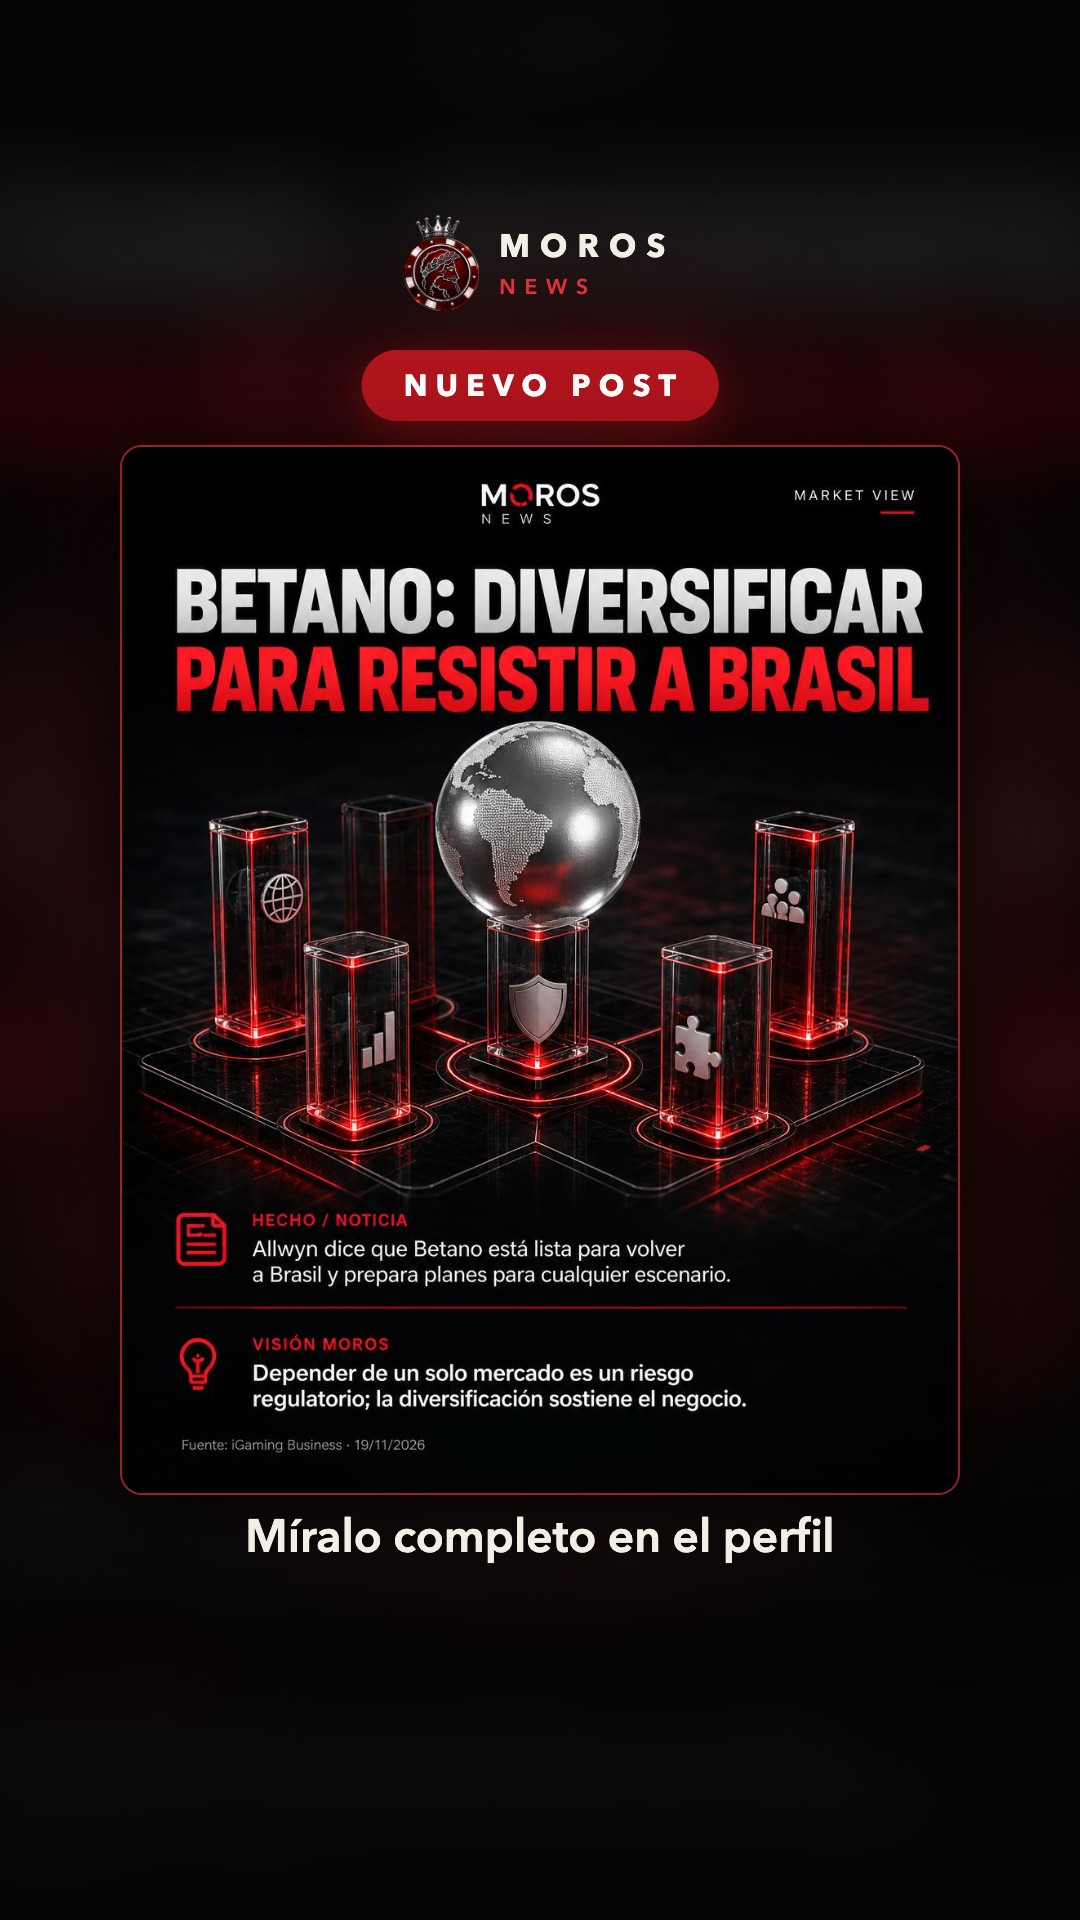 MOROS
NEWS
NUEVO POST
MOROS
NEWS
MARKET VIEW
BETANO: DIVERSIFICAR
PARA RESISTIR A BRASIL
HECHO / NOTICIA
Allwyn dice que Betano está lista para volver
a Brasil y prepara planes para cualquier escenario.
VISIÓN MOROS
Depender de un solo mercado es un riesgo
regulatorio; la diversificación sostiene el negocio.
Fuente: iGaming Business · 19/11/2026
Míralo completo en el perfil